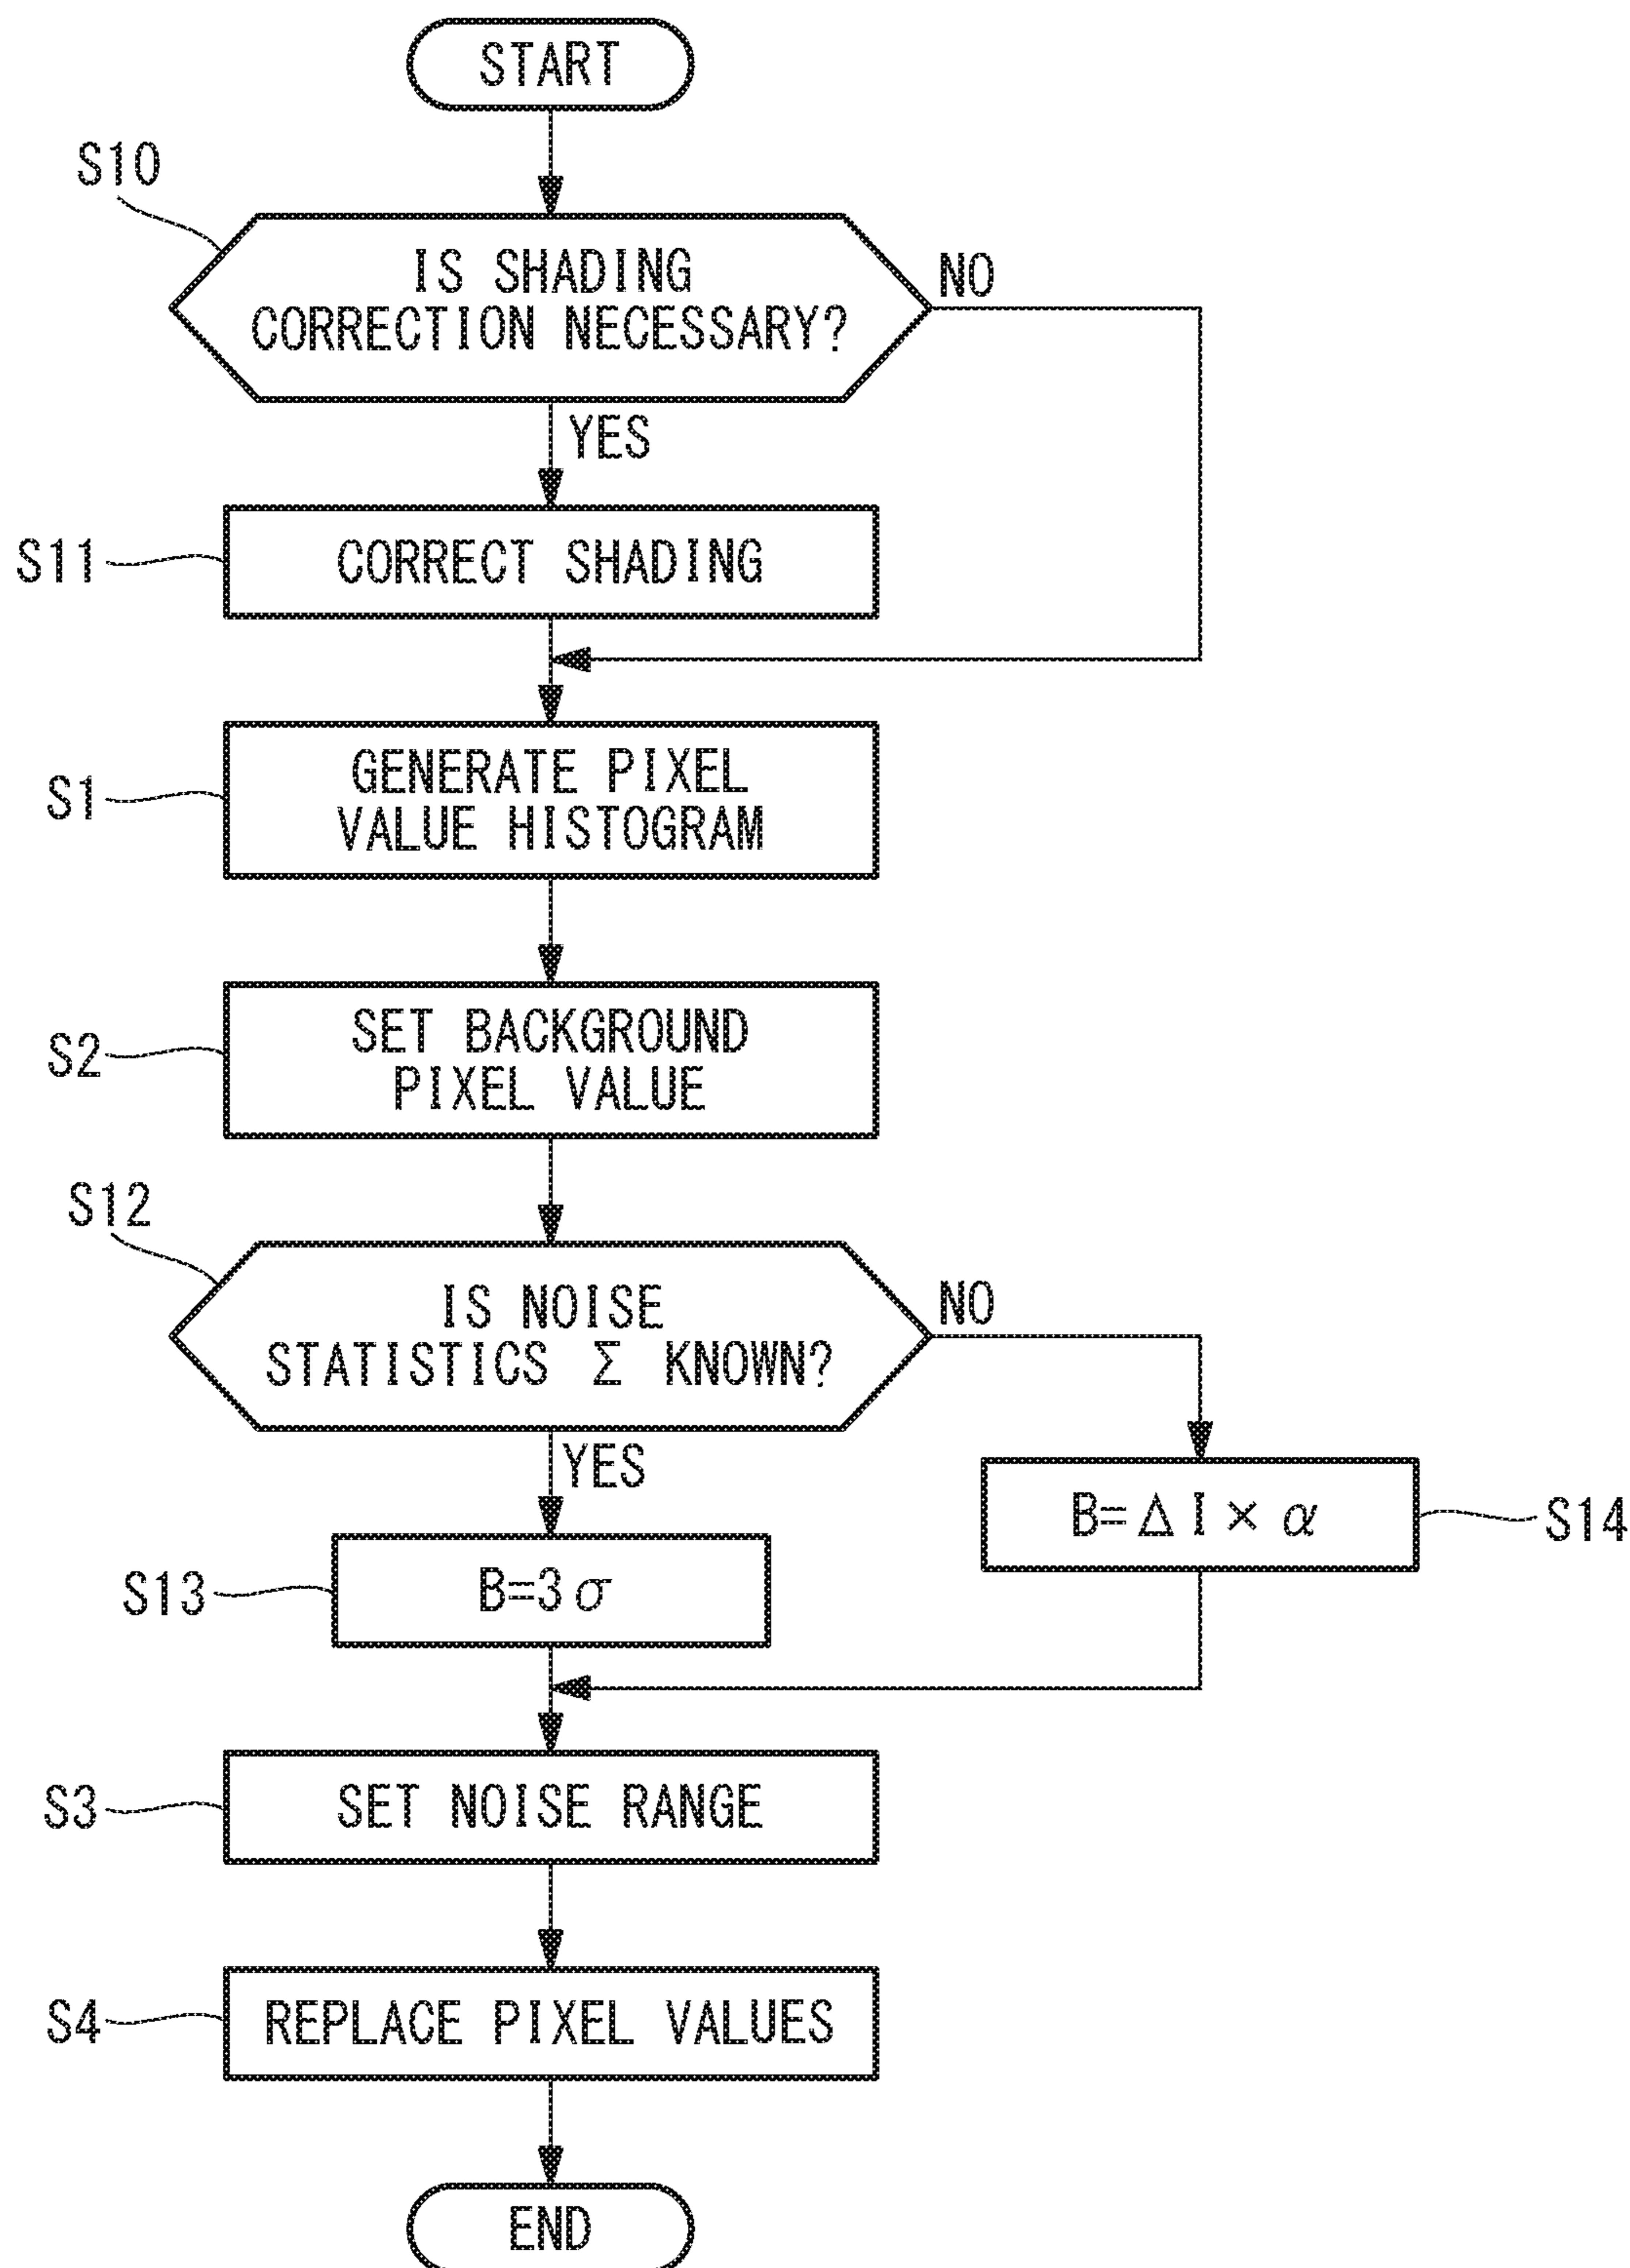 START
S10
IS SHADING
CORRECTION NECESSARY?
NO
YES
S11
CORRECT SHADING
S1
GENERATE PIXEL
VALUE HISTOGRAM
S2
SET BACKGROUND
PIXEL VALUE
S12
IS NOISE
STATISTICS Σ KNOWN?
NO
YES
B=ΔI×α
S14
S13
B=3σ
S3
SET NOISE RANGE
S4
REPLACE PIXEL VALUES
END